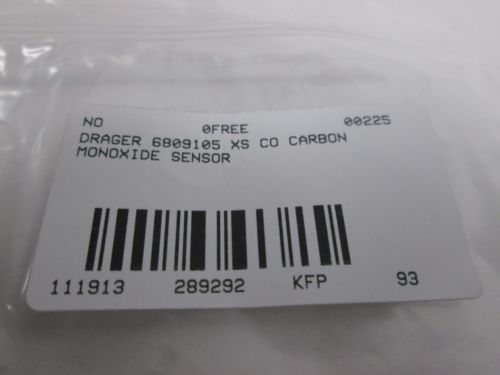 NO 0FREE 00225
DRAGER 6809105 XS CO CARBON
MONOXIDE SENSOR
111913 289292 KFP 93